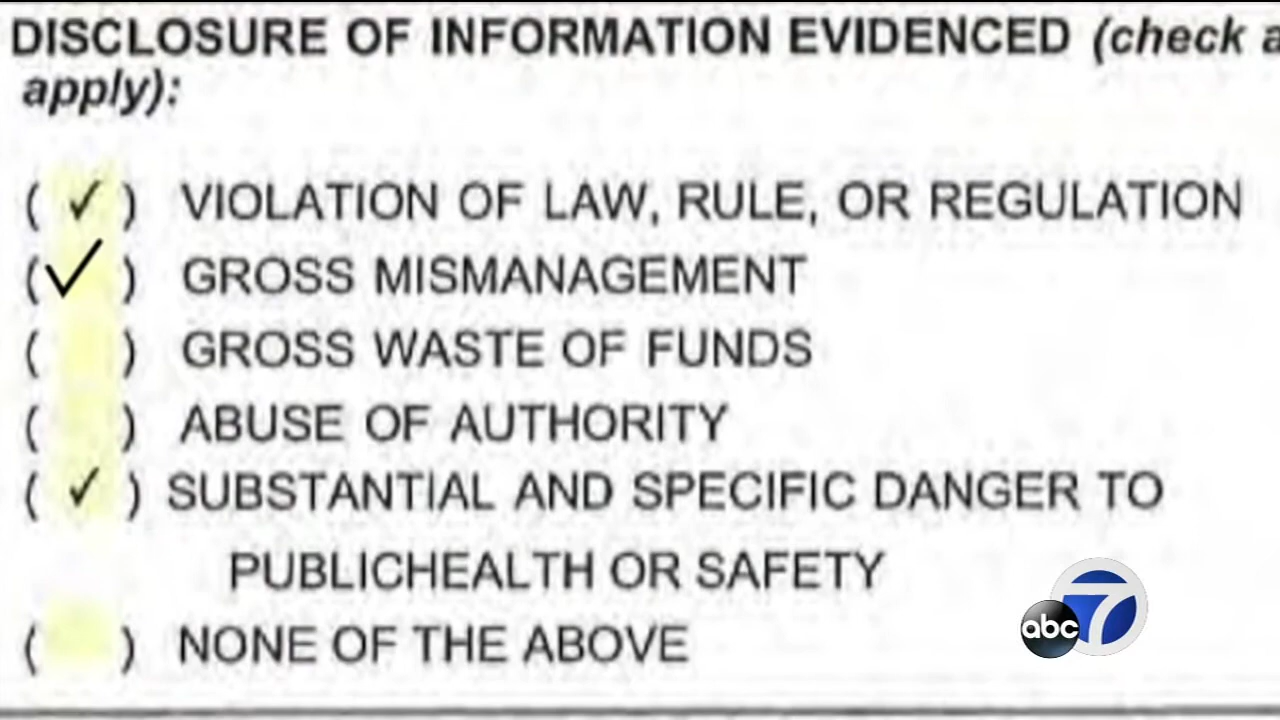 DISCLOSURE OF INFORMATION EVIDENCED (check a
apply):
( ✓ ) VIOLATION OF LAW, RULE, OR REGULATION
(✓ ) GROSS MISMANAGEMENT
( ) GROSS WASTE OF FUNDS
( ) ABUSE OF AUTHORITY
( ✓ ) SUBSTANTIAL AND SPECIFIC DANGER TO
PUBLICHEALTH OR SAFETY
( ) NONE OF THE ABOVE
abc 7